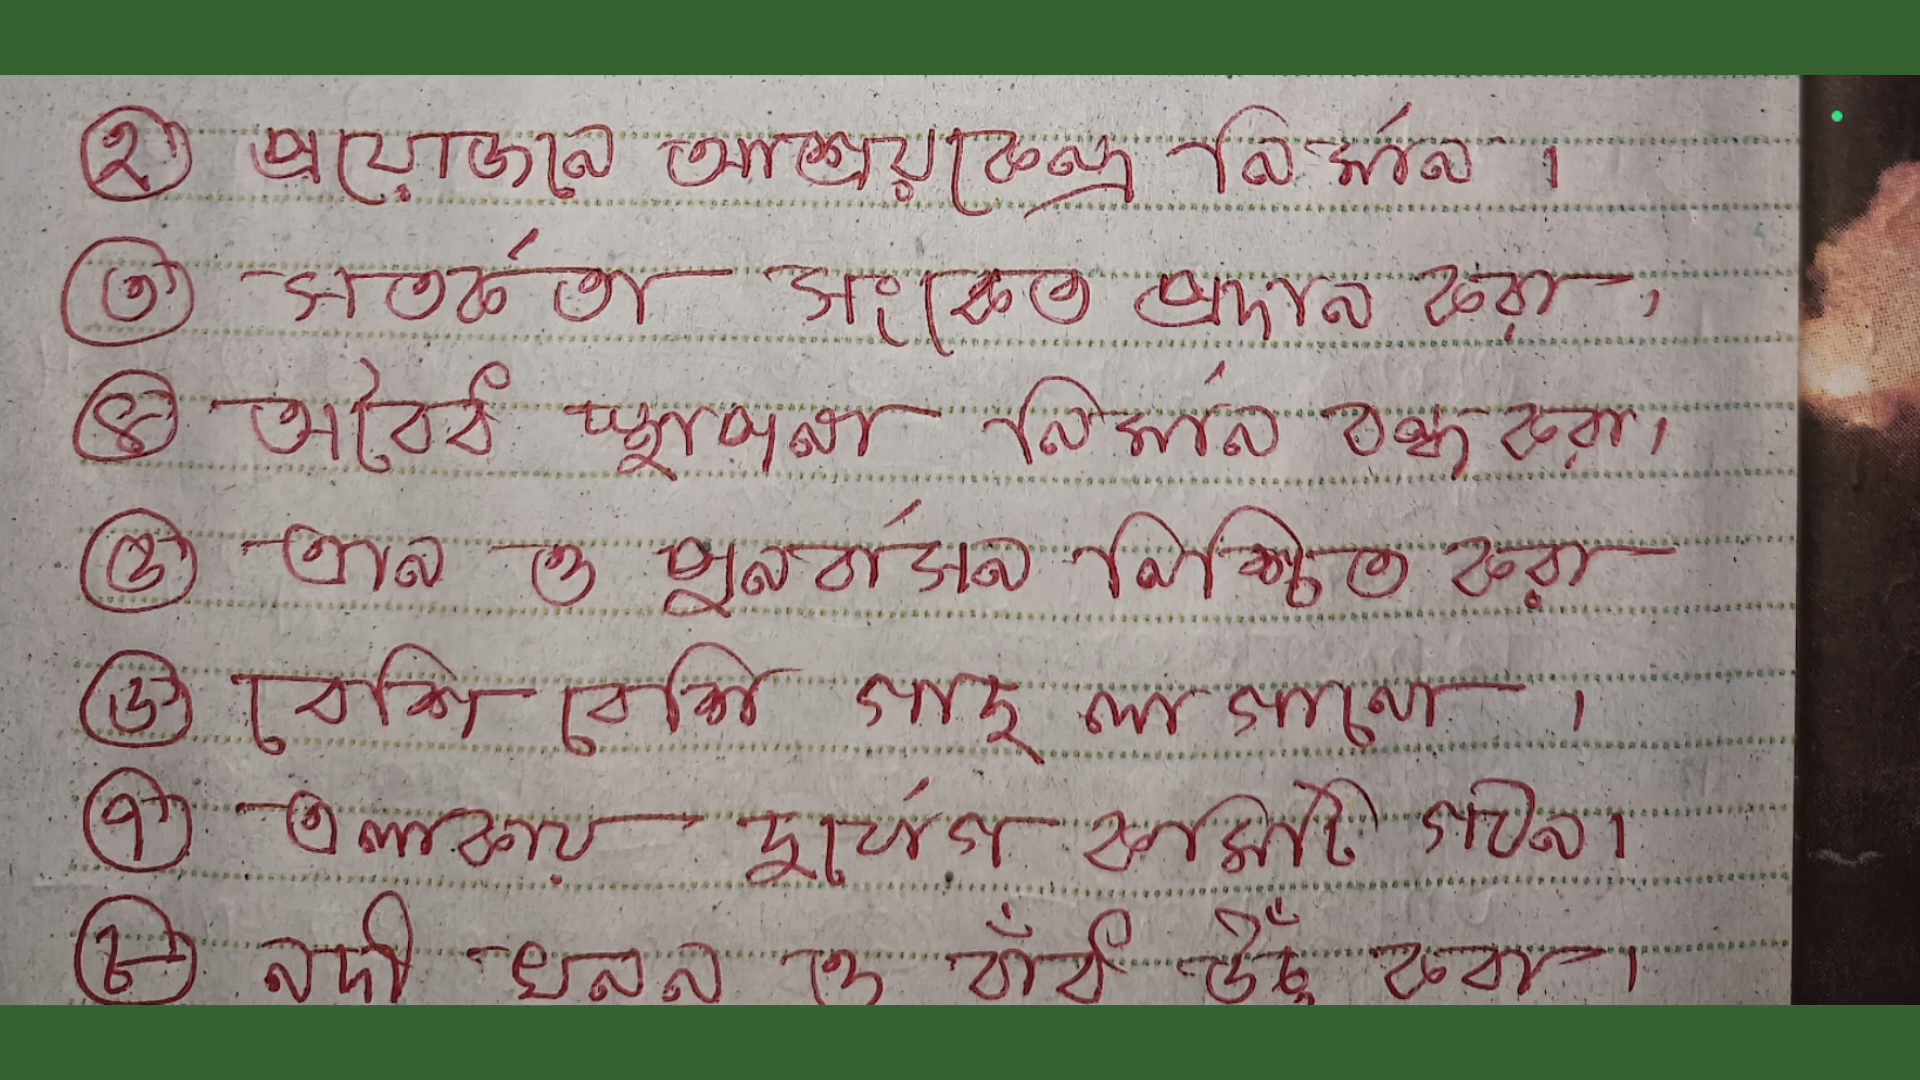 ২ প্রয়োজনে আশ্রয়কেন্দ্র নির্মান ।
৩ সতর্কতা সংকেত প্রদান করা ,
৪ অবৈধ স্থাপনা নির্মান বন্ধ করা ।
৫ ত্রান ও পুনর্বাসন নিশ্চিত করা
৬ বেশি বেশি গাছ লাগানো ।
৭ এলাকায় দুর্যোগ কমিটি গঠন ।
৮ নদী খনন ও বাঁধ উঁচু করা ।